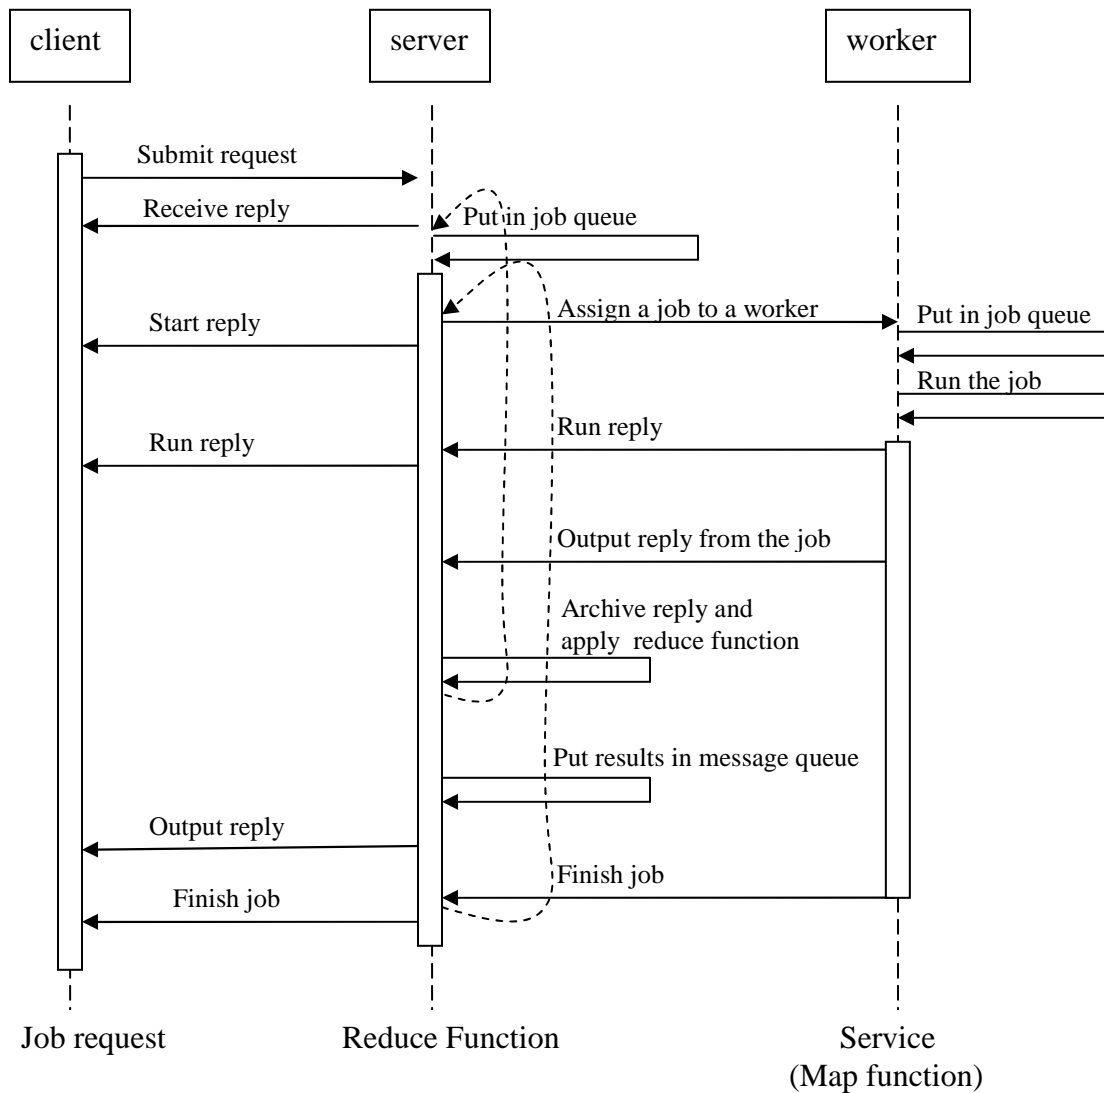 client
server
worker
Submit request
Receive reply
Put in job queue
Start reply
Assign a job to a worker
Put in job queue
Run the job
Run reply
Run reply
Output reply from the job
Archive reply and
apply reduce function
Put results in message queue
Output reply
Finish job
Finish job
Job request
Reduce Function
Service
(Map function)